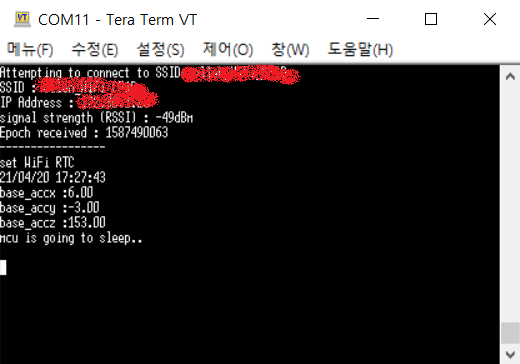 VT COM11 - Tera Term VT
메뉴(F) 수정(E) 설정(S) 제어(O) 창(W) 도움말(H)
Attempting to connect to SSID
SSID :
IP Address :
signal strength (RSSI) : -49dBm
Epoch received : 1587490063
-----------------
set WiFi RTC
21/04/20 17:27:43
base_accx :6.00
base_accy :-3.00
base_accz :153.00
mcu is going to sleep..